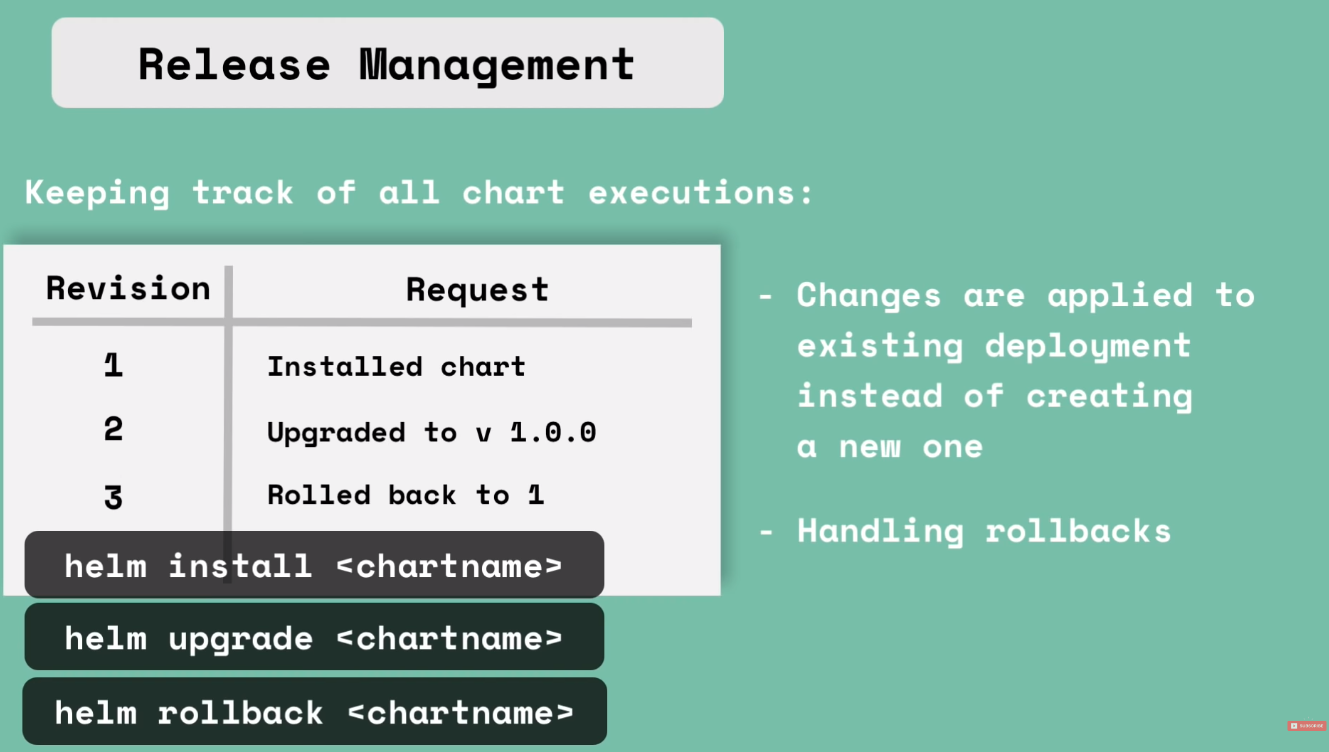 Release Management
Keeping track of all chart executions:
Revision Request
1 Installed chart
2 Upgraded to v 1.0.0
3 Rolled back to 1
helm install <chartname>
helm upgrade <chartname>
helm rollback <chartname>
- Changes are applied to
existing deployment
instead of creating
a new one
- Handling rollbacks
SUBSCRIBE